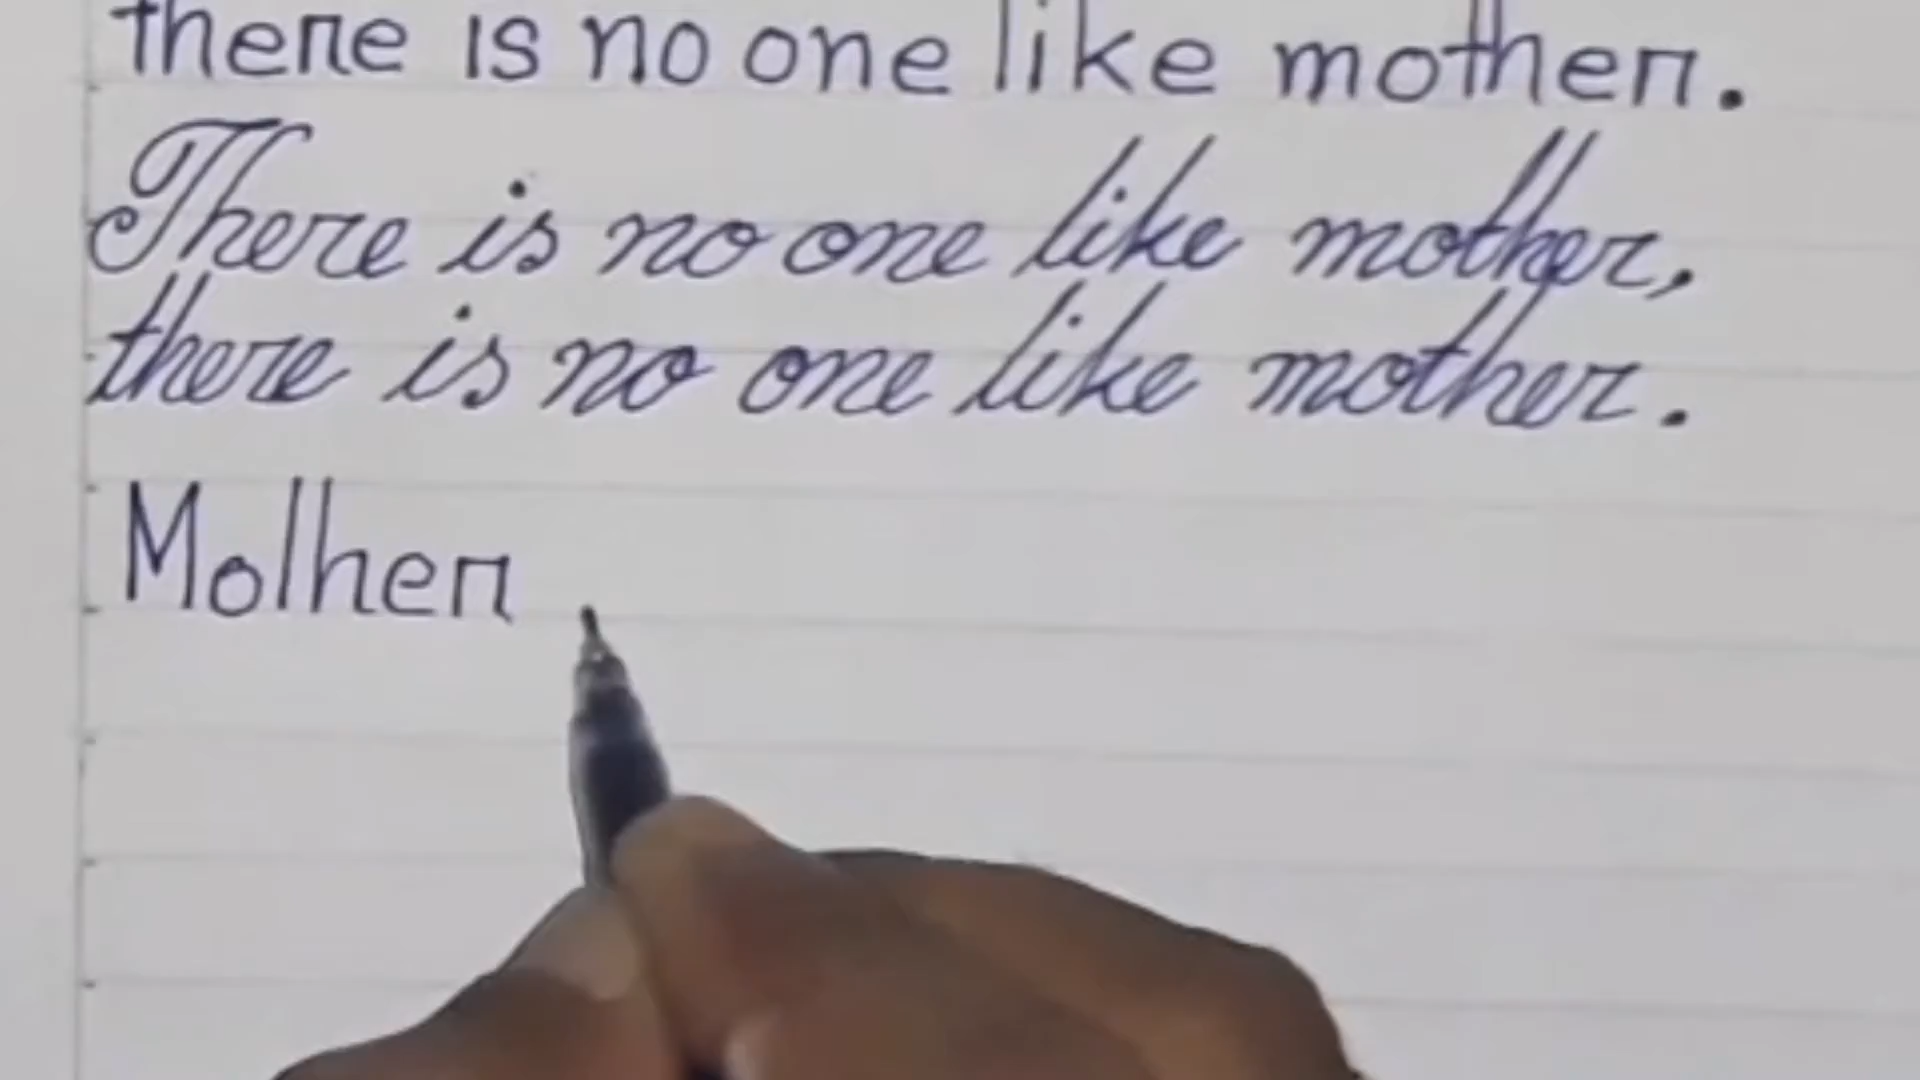 there is no one like mother.
There is no one like mother,
there is no one like mother.
Molher